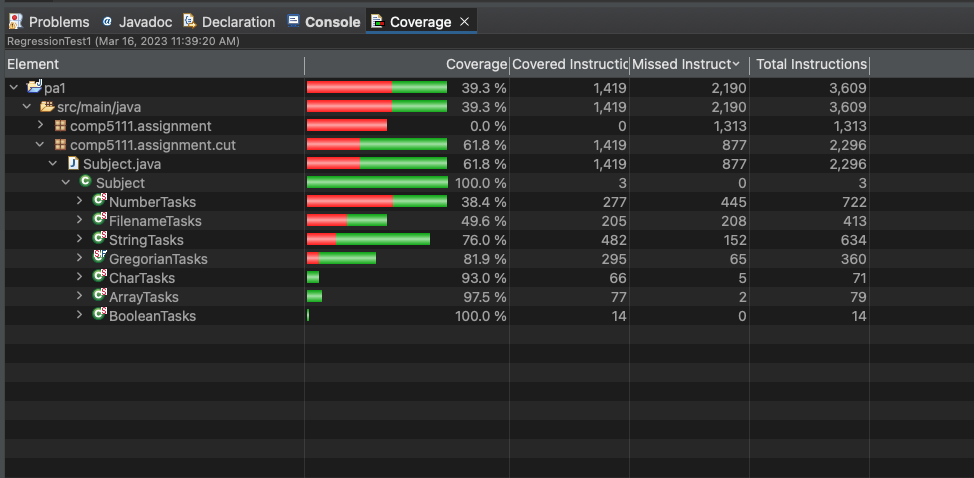 Problems @ Javadoc Declaration Console Coverage ×
RegressionTest1 (Mar 16, 2023 11:39:20 AM)
Element Coverage Covered Instructic Missed Instruct Total Instructions
pa1 39.3 % 1,419 2,190 3,609
src/main/java 39.3 % 1,419 2,190 3,609
comp5111.assignment 0.0 % 0 1,313 1,313
comp5111.assignment.cut 61.8 % 1,419 877 2,296
Subject.java 61.8 % 1,419 877 2,296
Subject 100.0 % 3 0 3
NumberTasks 38.4 % 277 445 722
FilenameTasks 49.6 % 205 208 413
StringTasks 76.0 % 482 152 634
GregorianTasks 81.9 % 295 65 360
CharTasks 93.0 % 66 5 71
ArrayTasks 97.5 % 77 2 79
BooleanTasks 100.0 % 14 0 14